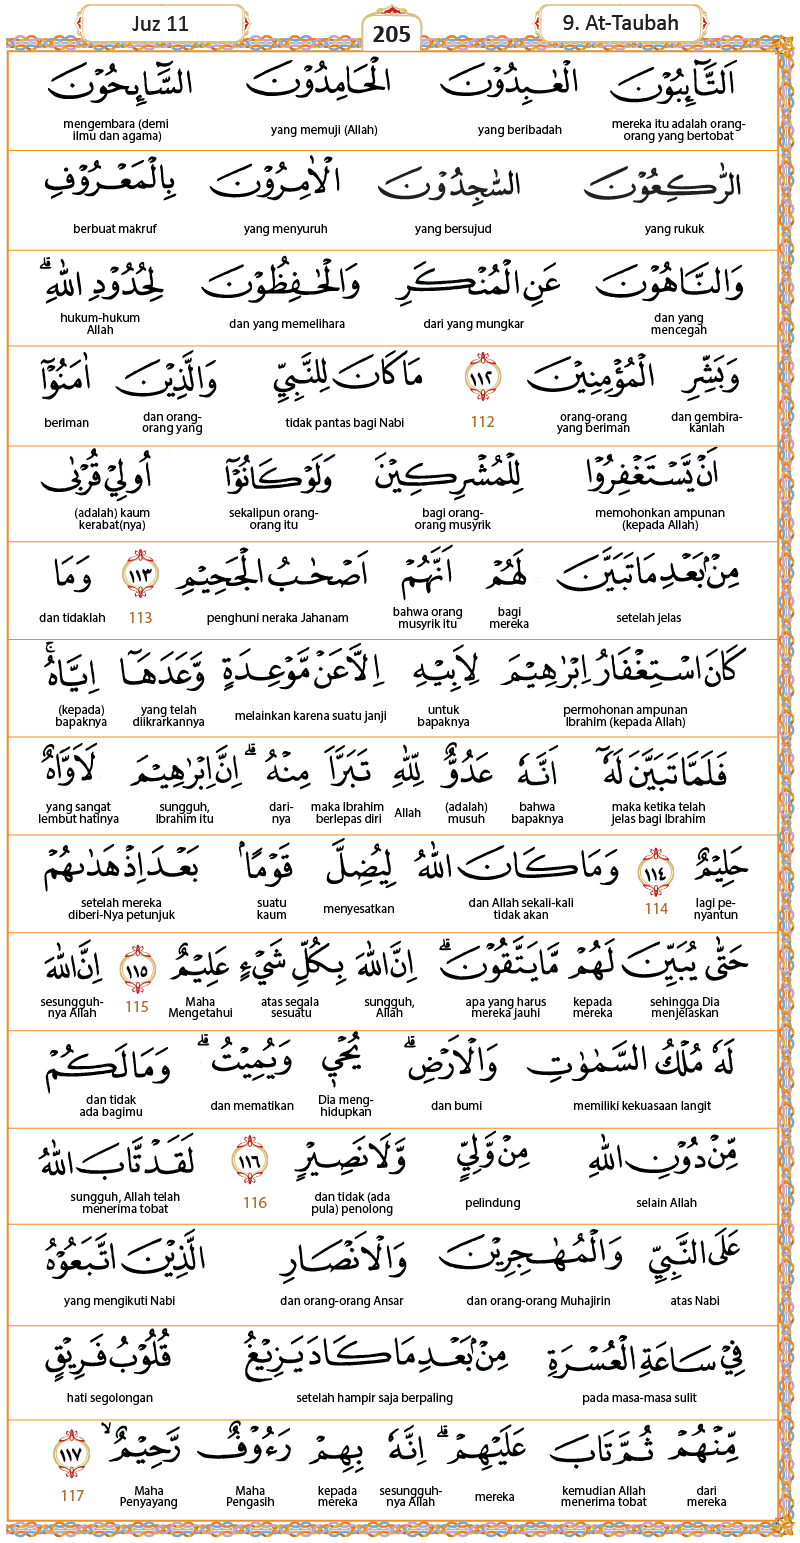 Juz 11 205 9. At-Taubah
اَلتَّاۤىِٕبُوْنَ الْعٰبِدُوْنَ الْحَامِدُوْنَ السَّاۤىِٕحُوْنَ
mereka itu adalah orang-orang yang bertobat yang beribadah yang memuji (Allah) mengembara (demi ilmu dan agama)
الرّٰكِعُوْنَ السّٰجِدُوْنَ الْاٰمِرُوْنَ بِالْمَعْرُوْفِ
yang rukuk yang bersujud yang menyuruh berbuat makruf
وَالنَّاهُوْنَ عَنِ الْمُنْكَرِ وَالْحٰفِظُوْنَ لِحُدُوْدِ اللّٰهِ ۗ
dan yang mencegah dari yang mungkar dan yang memelihara hukum-hukum Allah
وَبَشِّرِ الْمُؤْمِنِيْنَ ١١٢ مَا كَانَ لِلنَّبِيِّ وَالَّذِيْنَ اٰمَنُوْٓا
dan gembira-kanlah orang-orang yang beriman 112 tidak pantas bagi Nabi dan orang-orang yang beriman
اَنْ يَّسْتَغْفِرُوْا لِلْمُشْرِكِيْنَ وَلَوْ كَانُوْٓا اُولِيْ قُرْبٰى
memohonkan ampunan (kepada Allah) bagi orang-orang musyrik sekalipun orang-orang itu (adalah) kaum kerabat(nya)
مِنْۢ بَعْدِ مَا تَبَيَّنَ لَهُمْ اَنَّهُمْ اَصْحٰبُ الْجَحِيْمِ ١١٣ وَمَا
setelah jelas bagi mereka bahwa orang musyrik itu penghuni neraka Jahanam 113 dan tidaklah
كَانَ اسْتِغْفَارُ اِبْرٰهِيْمَ لِاَبِيْهِ اِلَّا عَنْ مَّوْعِدَةٍ وَّعَدَهَآ اِيَّاهُ ۚ
permohonan ampunan Ibrahim (kepada Allah) untuk bapaknya melainkan karena suatu janji yang telah diikrarkannya (kepada) bapaknya
فَلَمَّا تَبَيَّنَ لَهٗٓ اَنَّهٗ عَدُوٌّ لِّلّٰهِ تَبَرَّاَ مِنْهُ ۗ اِنَّ اِبْرٰهِيْمَ لَاَوَّاهٌ
maka ketika telah jelas bagi Ibrahim bahwa bapaknya (adalah) musuh Allah maka Ibrahim berlepas diri dari-nya sungguh, Ibrahim itu yang sangat lembut hatinya
حَلِيْمٌ ١١٤ وَمَا كَانَ اللّٰهُ لِيُضِلَّ قَوْمًاۢ بَعْدَ اِذْ هَدٰىهُمْ
lagi pe-nyantun 114 dan Allah sekali-kali tidak akan menyesatkan suatu kaum setelah mereka diberi-Nya petunjuk
حَتّٰى يُبَيِّنَ لَهُمْ مَّا يَتَّقُوْنَ ۗ اِنَّ اللّٰهَ بِكُلِّ شَيْءٍ عَلِيْمٌ ١١٥ اِنَّ اللّٰهَ
sehingga Dia menjelaskan kepada mereka apa yang harus mereka jauhi sungguh, Allah atas segala sesuatu Maha Mengetahui 115 sesungguh-nya Allah
لَهٗ مُلْكُ السَّمٰوٰتِ وَالْاَرْضِ ۗ يُحْيٖ وَيُمِيْتُ ۗ وَمَا لَكُمْ
memiliki kekuasaan langit dan bumi Dia meng-hidupkan dan mematikan dan tidak ada bagimu
مِّنْ دُوْنِ اللّٰهِ مِنْ وَّلِيٍّ وَّلَا نَصِيْرٍ ١١٦ لَقَدْ تَّابَ اللّٰهُ
selain Allah pelindung dan tidak (ada pula) penolong 116 sungguh, Allah telah menerima tobat
عَلَى النَّبِيِّ وَالْمُهٰجِرِيْنَ وَالْاَنْصَارِ الَّذِيْنَ اتَّبَعُوْهُ
atas Nabi dan orang-orang Muhajirin dan orang-orang Ansar yang mengikuti Nabi
فِيْ سَاعَةِ الْعُسْرَةِ مِنْۢ بَعْدِ مَا كَادَ يَزِيْغُ قُلُوْبُ فَرِيْقٍ
pada masa-masa sulit setelah hampir saja berpaling hati segolongan
مِّنْهُمْ ثُمَّ تَابَ عَلَيْهِمْ ۗ اِنَّهٗ بِهِمْ رَءُوْفٌ رَّحِيْمٌ ۙ ١١٧
dari mereka kemudian Allah menerima tobat mereka sesungguh-nya Allah kepada mereka Maha Pengasih Maha Penyayang 117